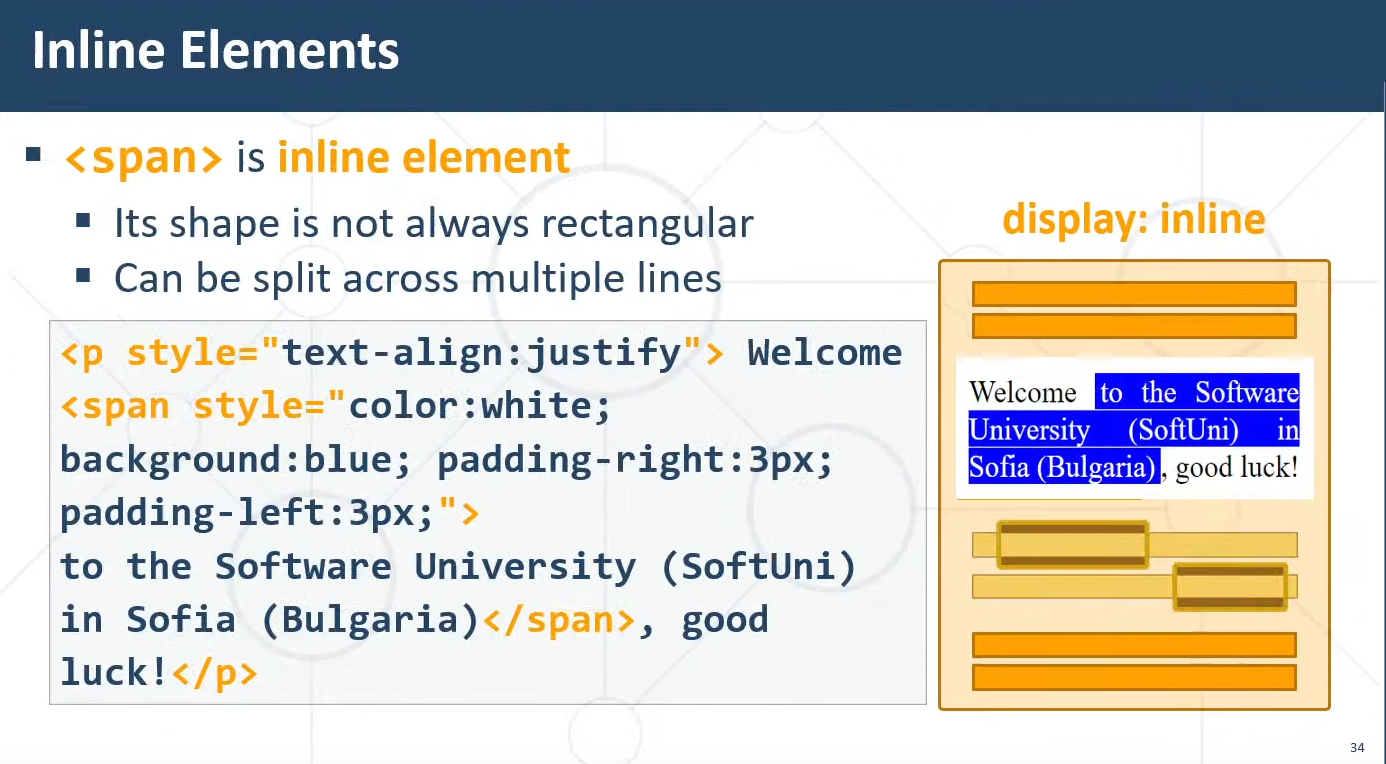 Inline Elements
<span> is inline element
Its shape is not always rectangular
Can be split across multiple lines
<p style="text-align:justify"> Welcome
<span style="color:white;
background:blue; padding-right:3px;
padding-left:3px;">
to the Software University (SoftUni)
in Sofia (Bulgaria)</span>, good
luck!</p>
display: inline
Welcome to the Software
University (SoftUni) in
Sofia (Bulgaria) , good luck!
34